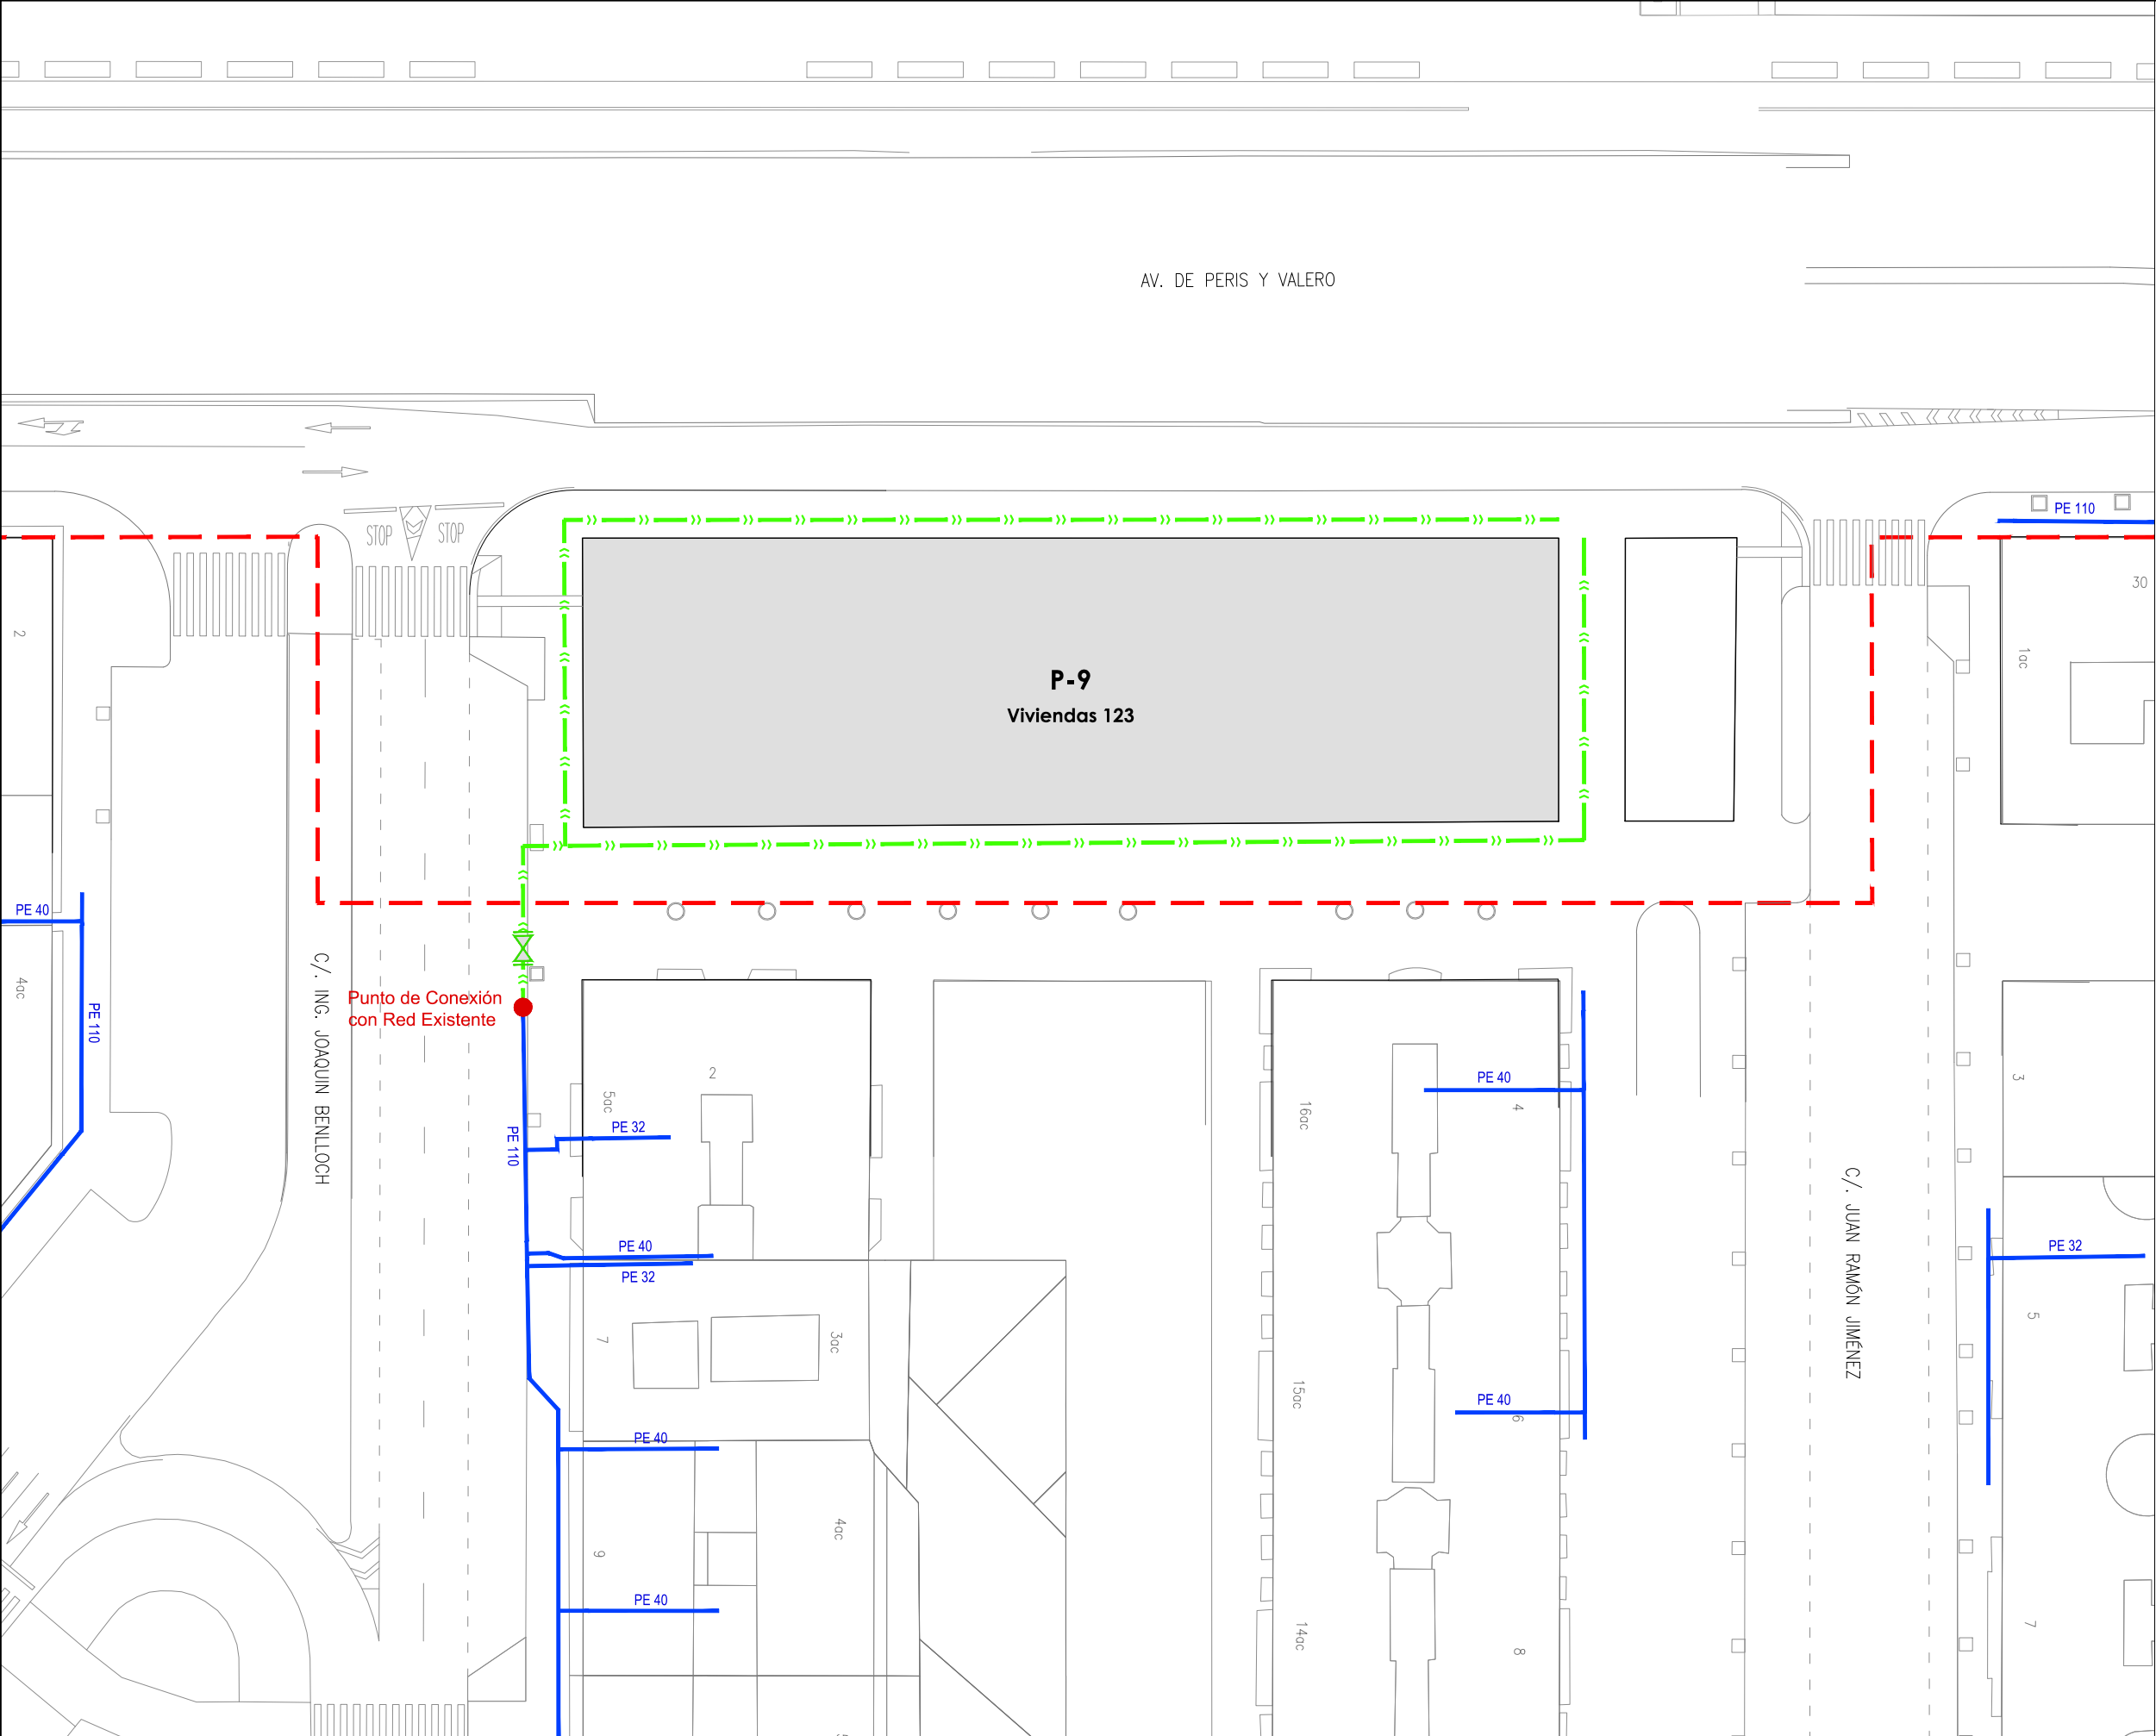 AV. DE PERIS Y VALERO
STOP
STOP
PE 110
30
2
1ac
P-9
Viviendas 123
PE 40
4ac
PE 110
C/. ING. JOAQUIN BENLLOCH
Punto de Conexión
con Red Existente
2
5ac
PE 110
PE 32
PE 40
16ac
4
3
PE 40
PE 32
C/. JUAN RAMÓN JIMÉNEZ
PE 32
7
3ac
5
15ac
PE 40
6
PE 40
9
4ac
PE 40
14ac
8
7